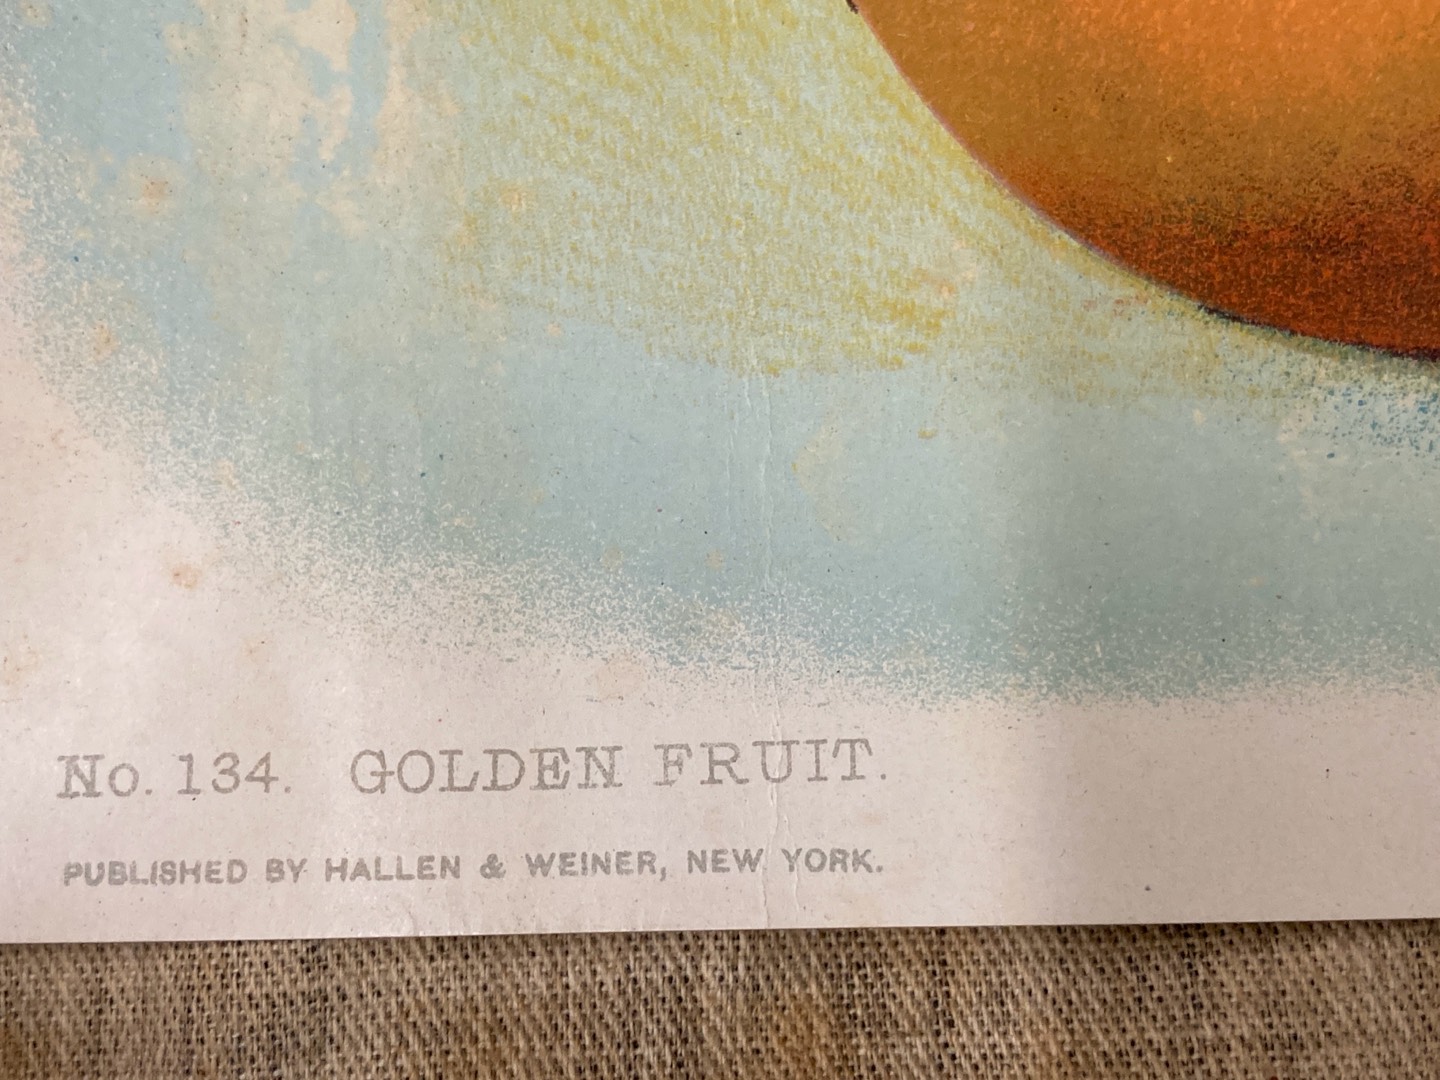 No. 134. GOLDEN FRUIT.
PUBLISHED BY HALLEN & WEINER, NEW YORK.